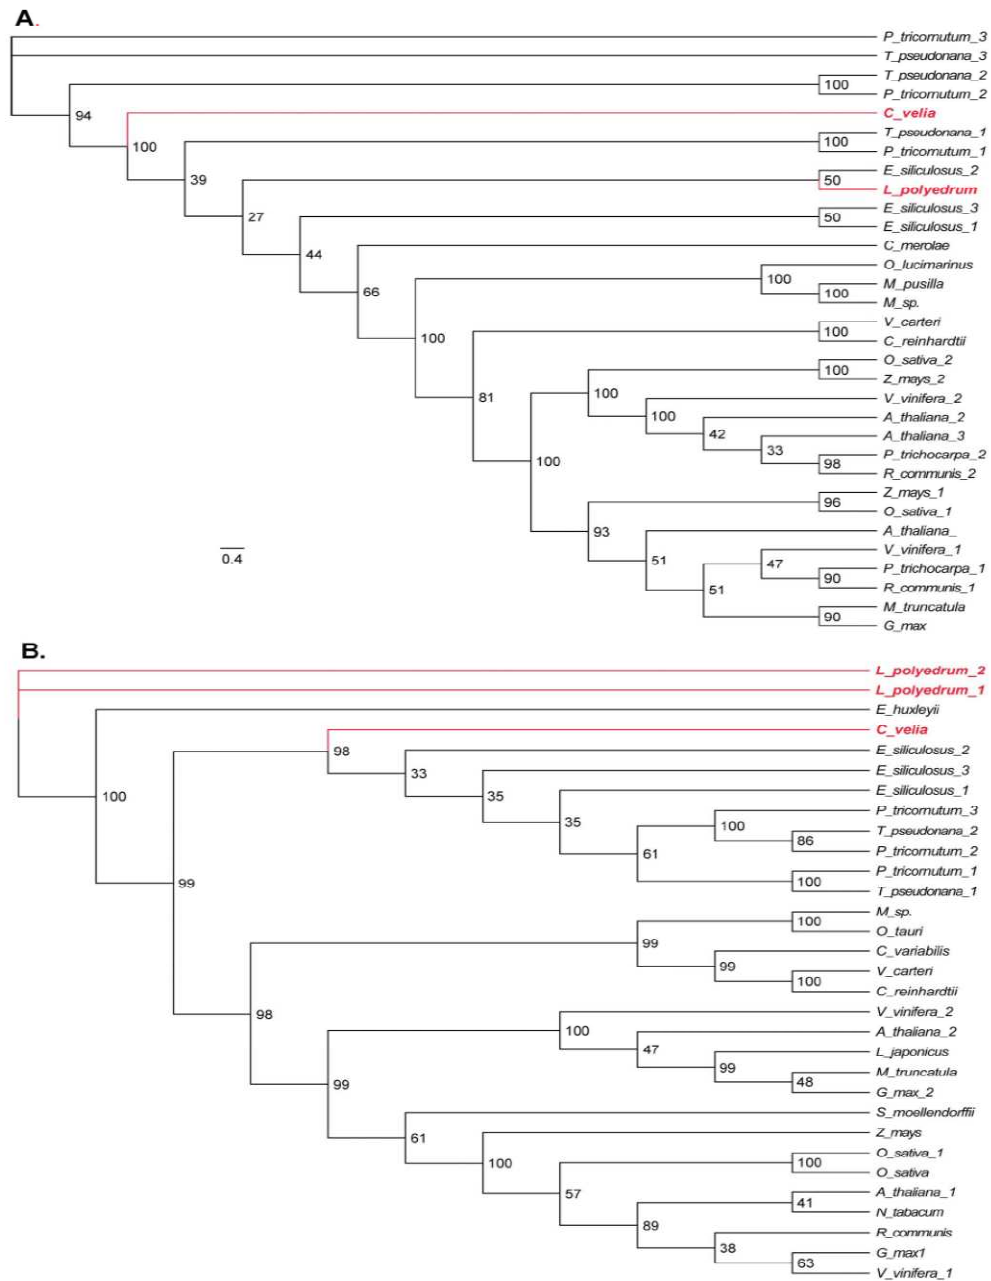 A.
P_tricornutum_3
T_pseudonana_3
T_pseudonana_2
100
P_tricornutum_2
94
C_velia
100
T_pseudonana_1
100
P_tricornutum_1
39
E_siliculosus_2
50
L_polyedrum
27
E_siliculosus_3
50
E_siliculosus_1
44
C_merolae
66
O_lucimarinus
100
M_pusilla
100
M_sp.
100
V_carteri
100
C_reinhardtii
81
O_sativa_2
100
Z_mays_2
100
V_vinifera_2
100
A_thaliana_2
42
A_thaliana_3
33
P_trichocarpa_2
98
R_communis_2
100
Z_mays_1
96
O_sativa_1
93
A_thaliana_
51
V_vinifera_1
47
P_trichocarpa_1
90
R_communis_1
51
M_truncatula
90
G_max
0.4
B.
L_polyedrum_2
L_polyedrum_1
E_huxleyii
100
C_velia
98
E_siliculosus_2
33
E_siliculosus_3
35
E_siliculosus_1
35
P_tricornutum_3
100
T_pseudonana_2
86
P_tricornutum_2
61
P_tricornutum_1
100
T_pseudonana_1
99
M_sp.
100
O_tauri
99
C_variabilis
99
V_carteri
100
C_reinhardtii
98
V_vinifera_2
100
A_thaliana_2
47
L_japonicus
99
M_truncatula
48
G_max_2
99
S_moellendorffii
61
Z_mays
100
O_sativa_1
100
O_sativa
57
A_thaliana_1
41
N_tabacum
89
R_communis
38
G_max1
63
V_vinifera_1